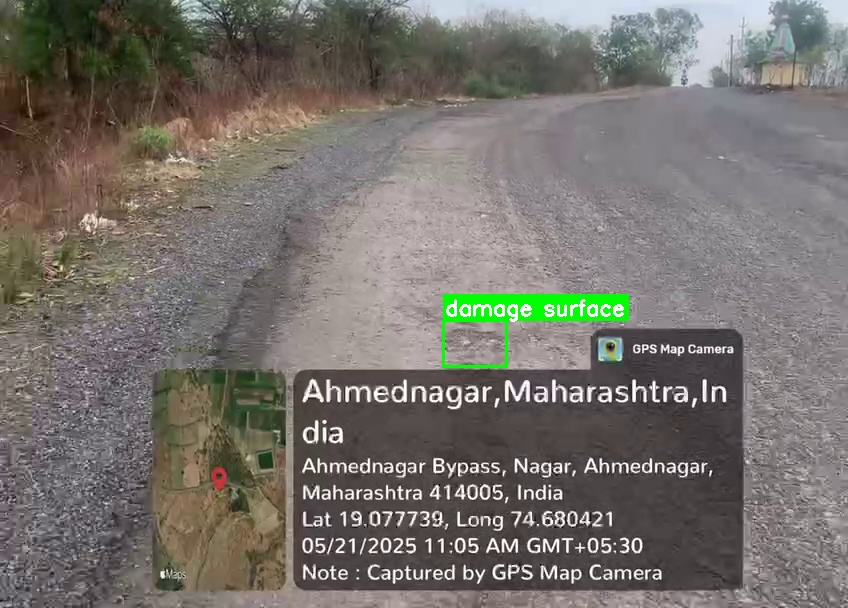 damage surface
GPS Map Camera
Ahmednagar,Maharashtra,In
dia
Ahmednagar Bypass, Nagar, Ahmednagar,
Maharashtra 414005, India
Lat 19.077739, Long 74.680421
05/21/2025 11:05 AM GMT+05:30
Note : Captured by GPS Map Camera
Maps